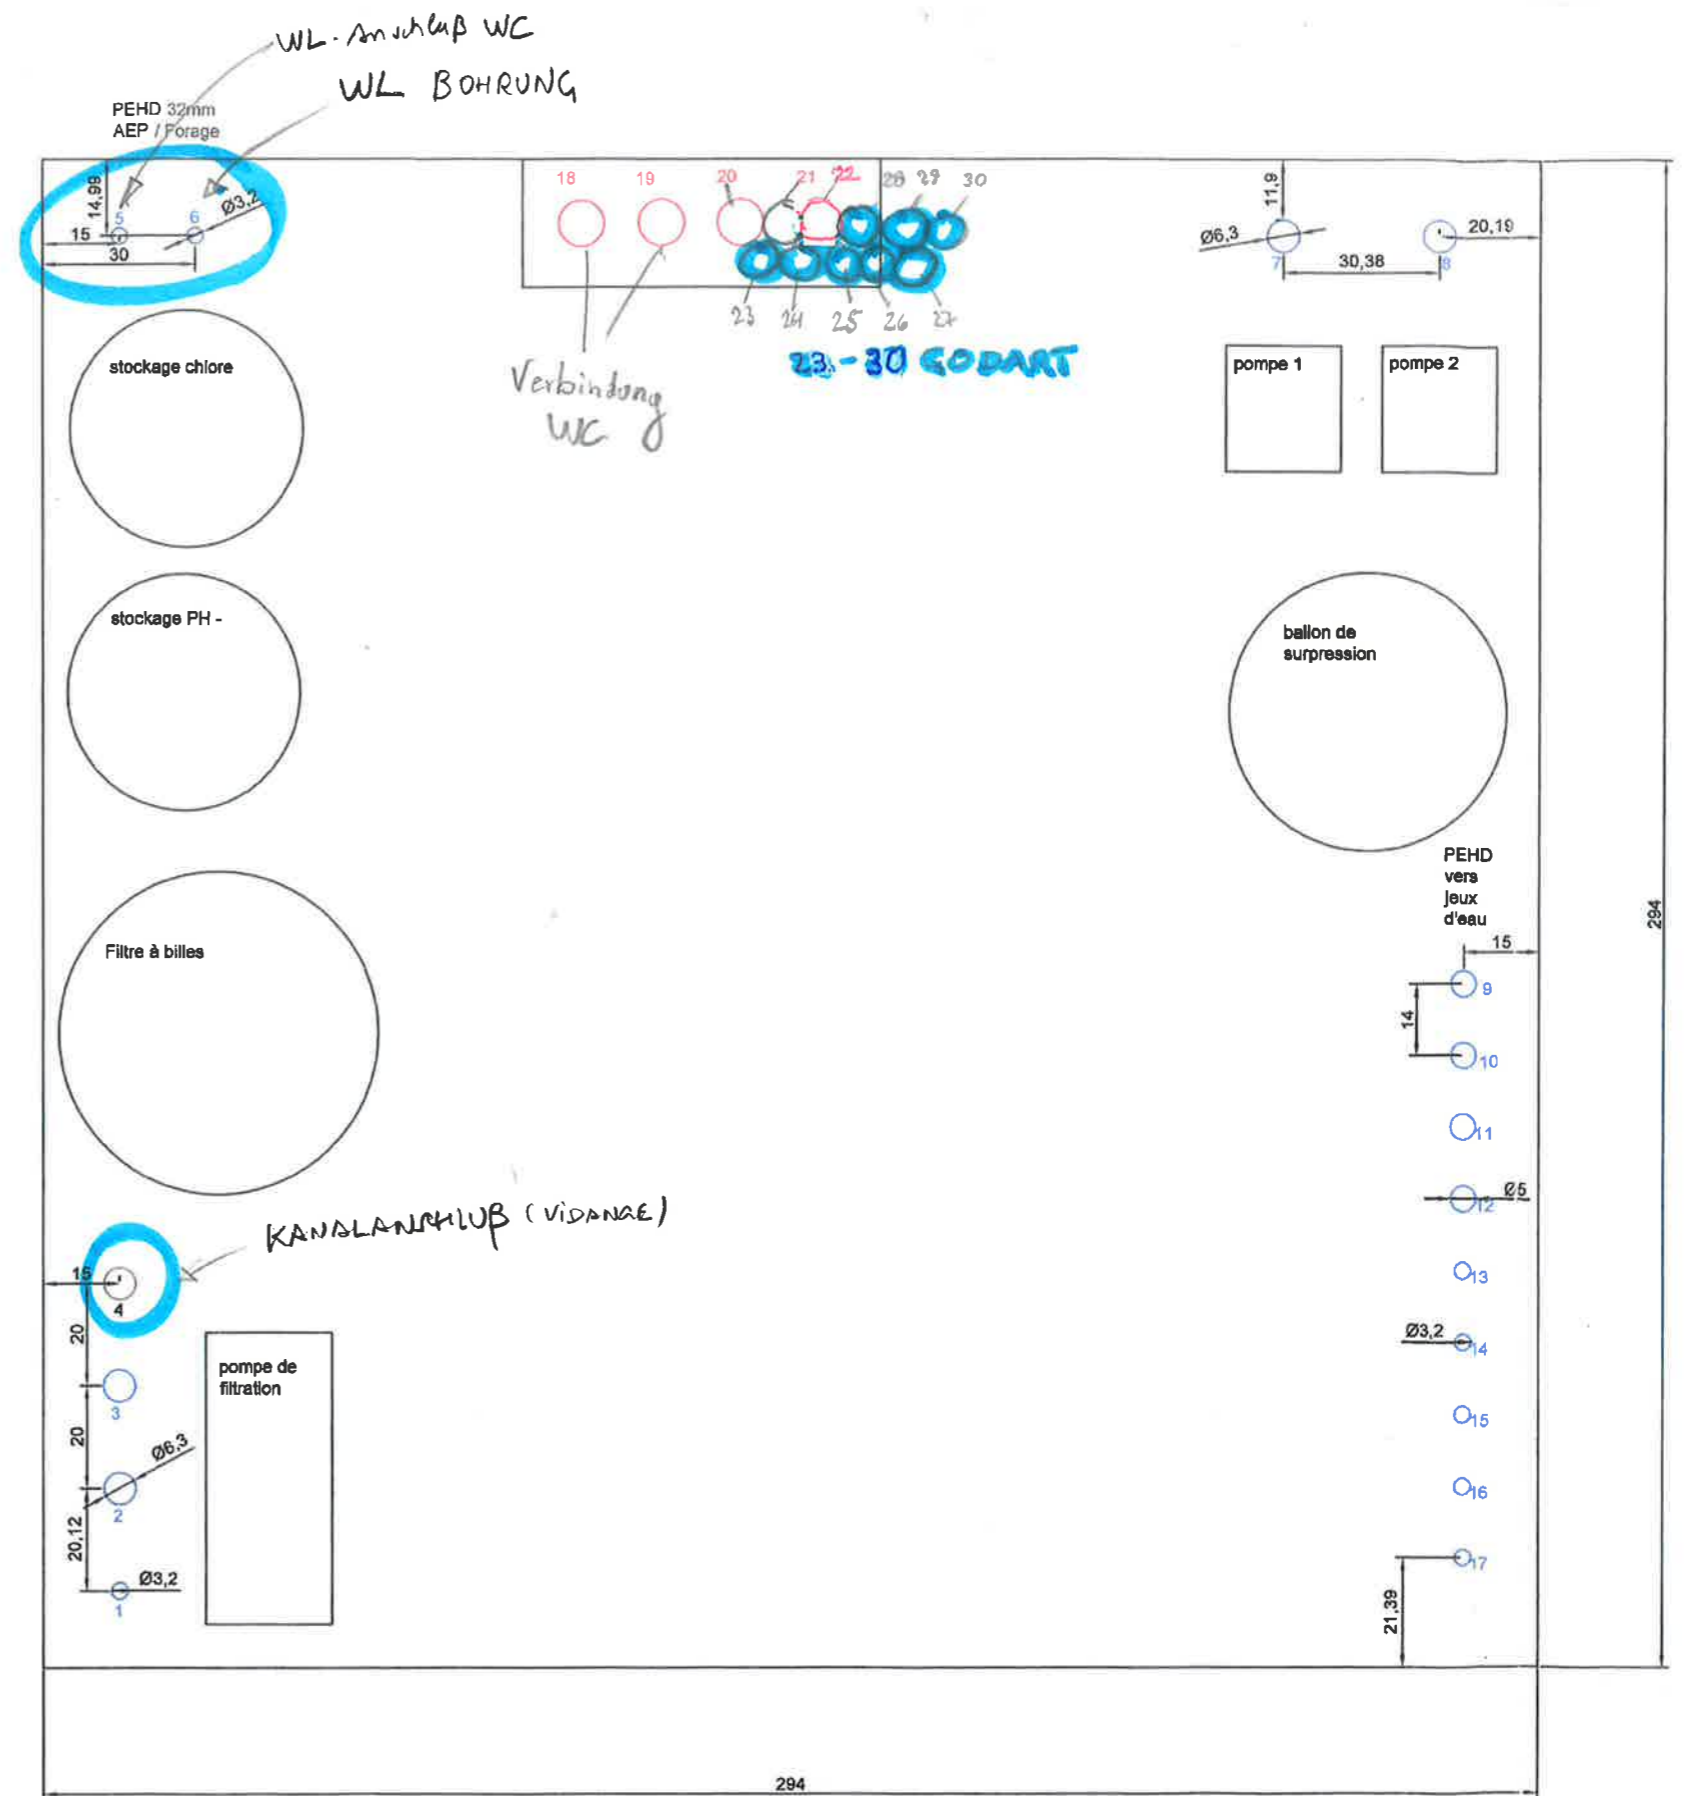 WL-Anschluß WC
WL BOHRUNG
PEHD 32mm
AEP / Forage
14,99
5
6
Ø3,2
15
30
18
19
20
21
22
28
29
30
23
24
25
26
27
23-30 GODART
Verbindung
WC
11,9
Ø6,3
7
8
20,19
30,38
stockage chlore
pompe 1
pompe 2
stockage PH -
ballon de
surpression
PEHD
vers
jeux
d'eau
294
15
9
14
10
11
12
Ø5
13
Ø3,2
14
15
16
17
21,39
Filtre à billes
KANALANSCHLUß (VIDANGE)
15
4
20
3
20
Ø6,3
2
20,12
Ø3,2
1
pompe de
filtration
294